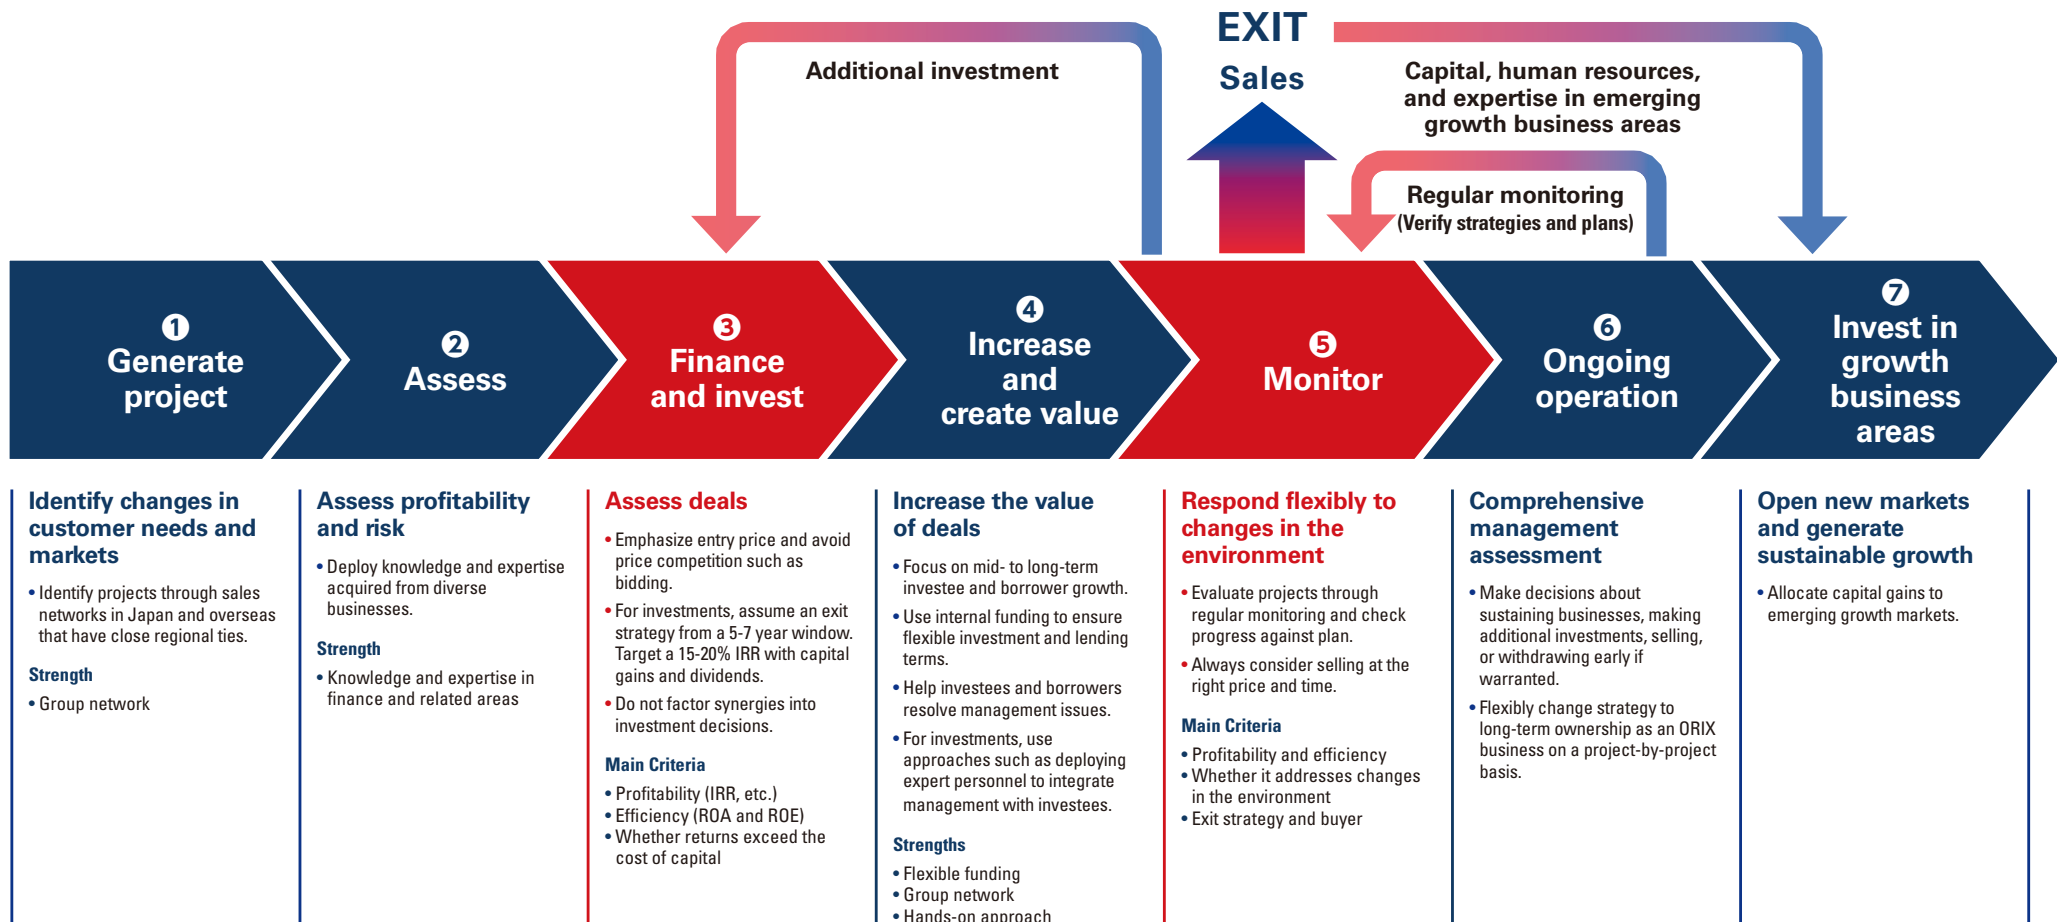 EXIT
Sales
Additional investment
Capital, human resources,
and expertise in emerging
growth business areas
Regular monitoring
(Verify strategies and plans)
❶
Generate
project
❷
Assess
❸
Finance
and invest
❹
Increase
and
create value
❺
Monitor
❻
Ongoing
operation
❼
Invest in
growth
business
areas
Identify changes in
customer needs and
markets
• Identify projects through sales
networks in Japan and overseas
that have close regional ties.
Strength
• Group network
Assess profitability
and risk
• Deploy knowledge and expertise
acquired from diverse
businesses.
Strength
• Knowledge and expertise in
finance and related areas
Assess deals
• Emphasize entry price and avoid
price competition such as
bidding.
• For investments, assume an exit
strategy from a 5-7 year window.
Target a 15-20% IRR with capital
gains and dividends.
• Do not factor synergies into
investment decisions.
Main Criteria
• Profitability (IRR, etc.)
• Efficiency (ROA and ROE)
• Whether returns exceed the
cost of capital
Increase the value
of deals
• Focus on mid- to long-term
investee and borrower growth.
• Use internal funding to ensure
flexible investment and lending
terms.
• Help investees and borrowers
resolve management issues.
• For investments, use
approaches such as deploying
expert personnel to integrate
management with investees.
Strengths
• Flexible funding
• Group network
• Hands-on approach
Respond flexibly to
changes in the
environment
• Evaluate projects through
regular monitoring and check
progress against plan.
• Always consider selling at the
right price and time.
Main Criteria
• Profitability and efficiency
• Whether it addresses changes
in the environment
• Exit strategy and buyer
Comprehensive
management
assessment
• Make decisions about
sustaining businesses, making
additional investments, selling,
or withdrawing early if
warranted.
• Flexibly change strategy to
long-term ownership as an ORIX
business on a project-by-project
basis.
Open new markets
and generate
sustainable growth
• Allocate capital gains to
emerging growth markets.